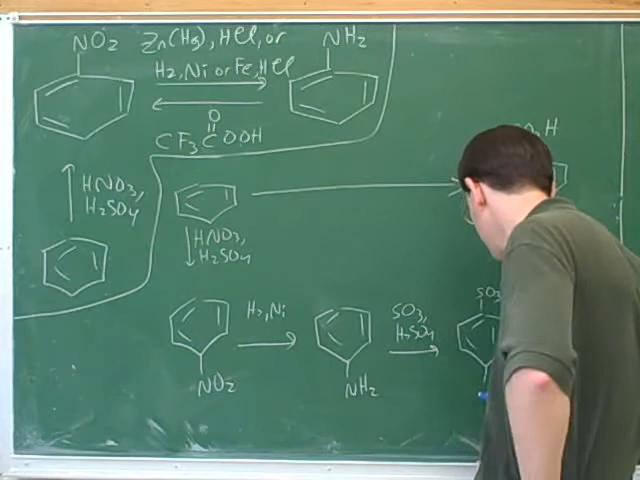 NO2
Zn(Hg), HCl, or
NH2
H2, Ni or Fe, HCl
O
CF3COOH
HNO3,
H2SO4
HNO3,
H2SO4
H2, Ni
SO3,
H2SO4
SO3
NO2
NH2